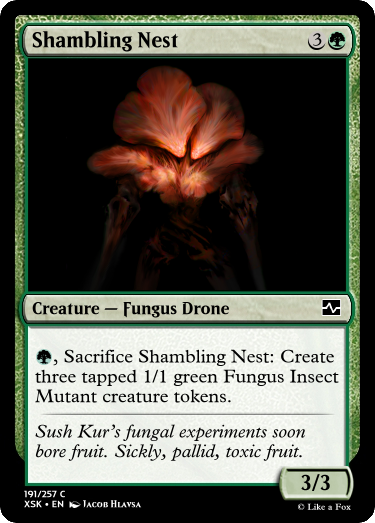 Shambling Nest 3
Creature — Fungus Drone
, Sacrifice Shambling Nest: Create
three tapped 1/1 green Fungus Insect
Mutant creature tokens.
Sush Kur's fungal experiments soon
bore fruit. Sickly, pallid, toxic fruit.
3/3
191/257 C
XSK • EN Jacob Hlavsa
© Like a Fox